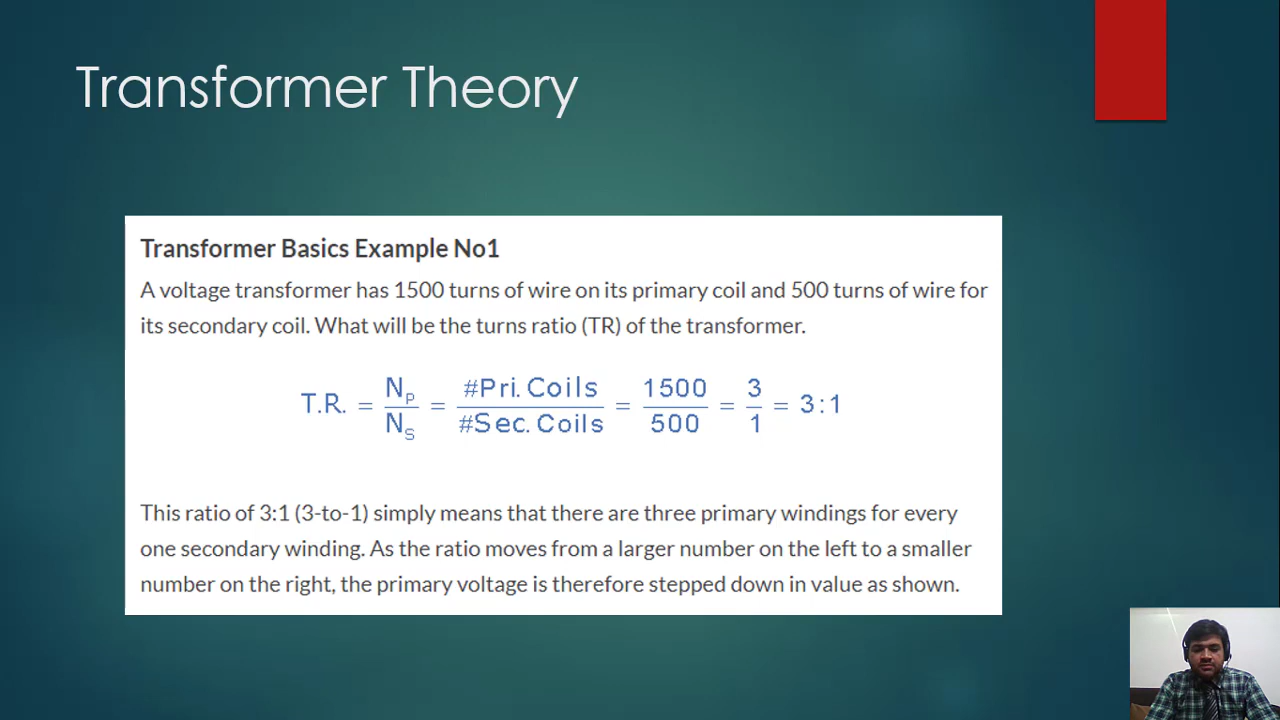 Transformer Theory
Transformer Basics Example No1
A voltage transformer has 1500 turns of wire on its primary coil and 500 turns of wire for
its secondary coil. What will be the turns ratio (TR) of the transformer.
T.R. = N_P / N_S = #Pri. Coils / #Sec. Coils = 1500 / 500 = 3 / 1 = 3:1
This ratio of 3:1 (3-to-1) simply means that there are three primary windings for every
one secondary winding. As the ratio moves from a larger number on the left to a smaller
number on the right, the primary voltage is therefore stepped down in value as shown.